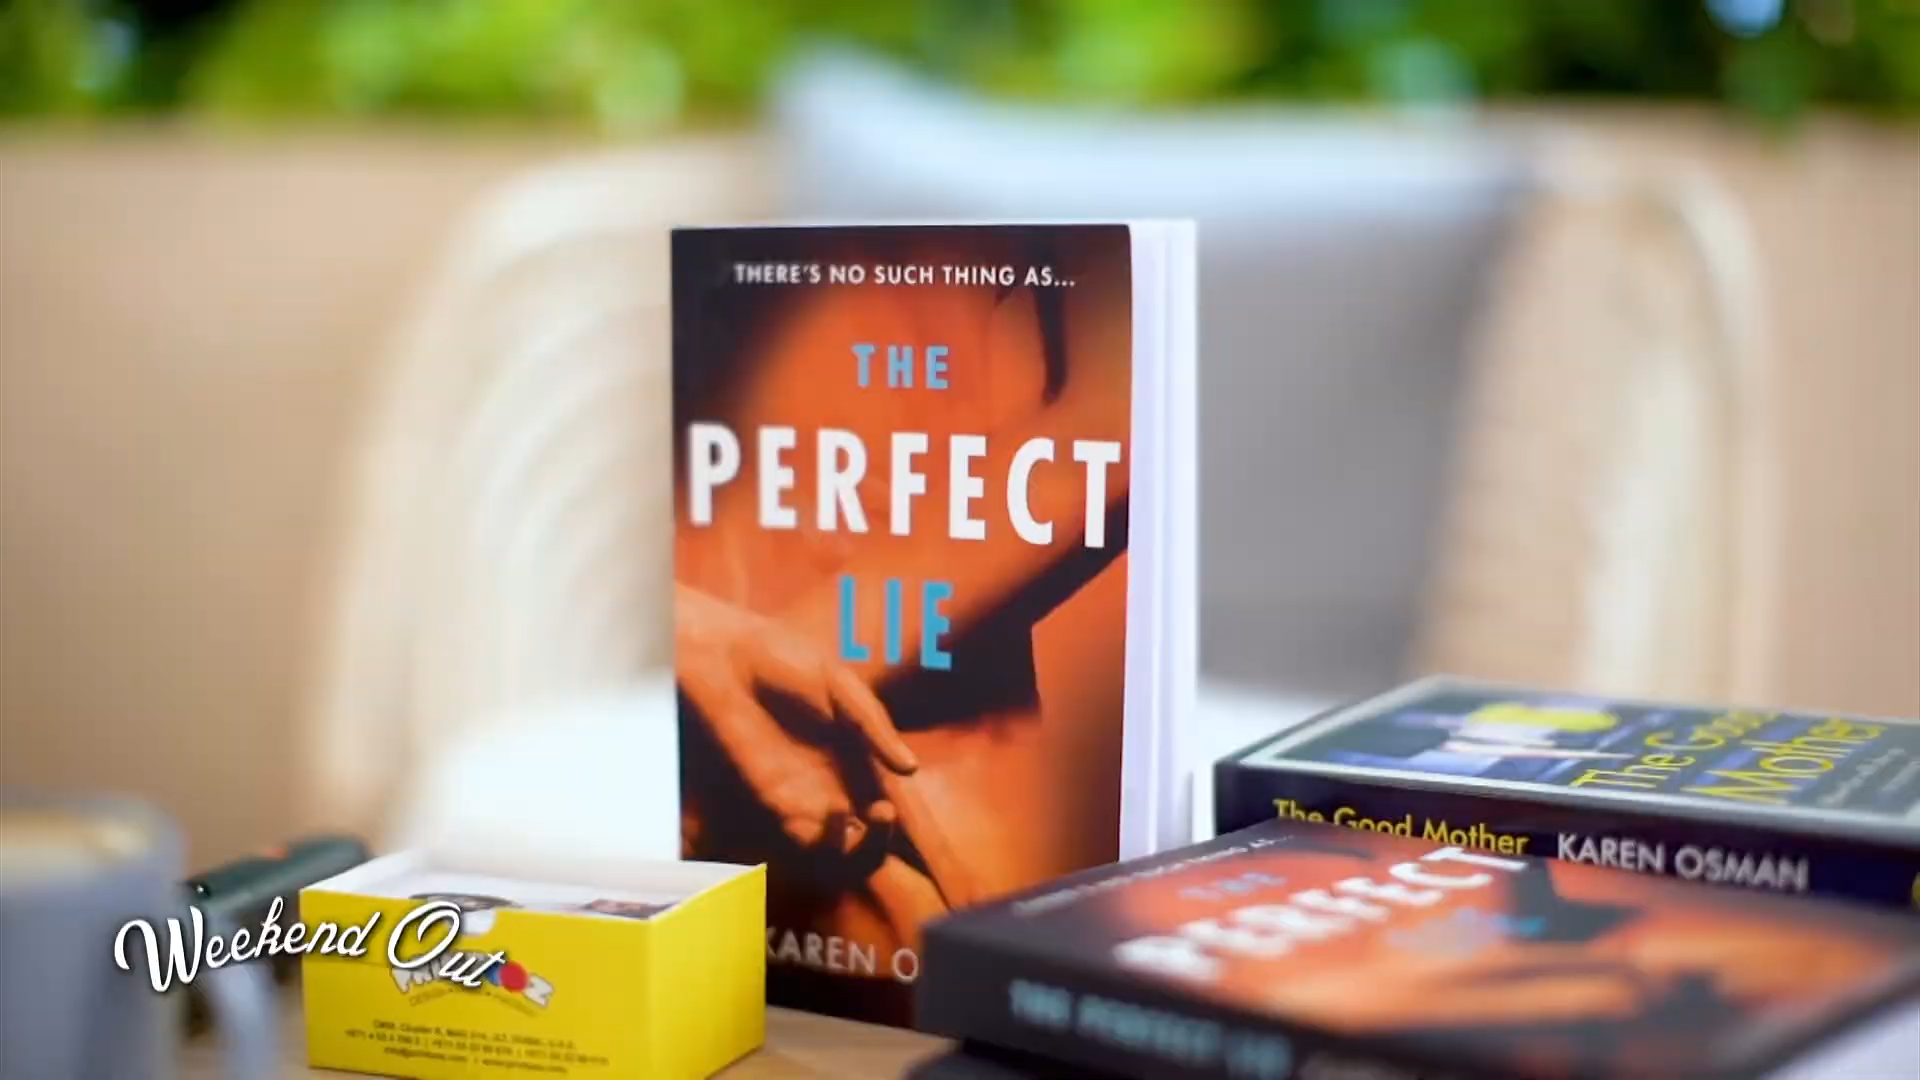 THERE'S NO SUCH THING AS...
THE
PERFECT
LIE
KAREN O
The Good
Mother
The Good Mother KAREN OSMAN
THE
PERFECT
THE PERFECT LIE
Weekend Out